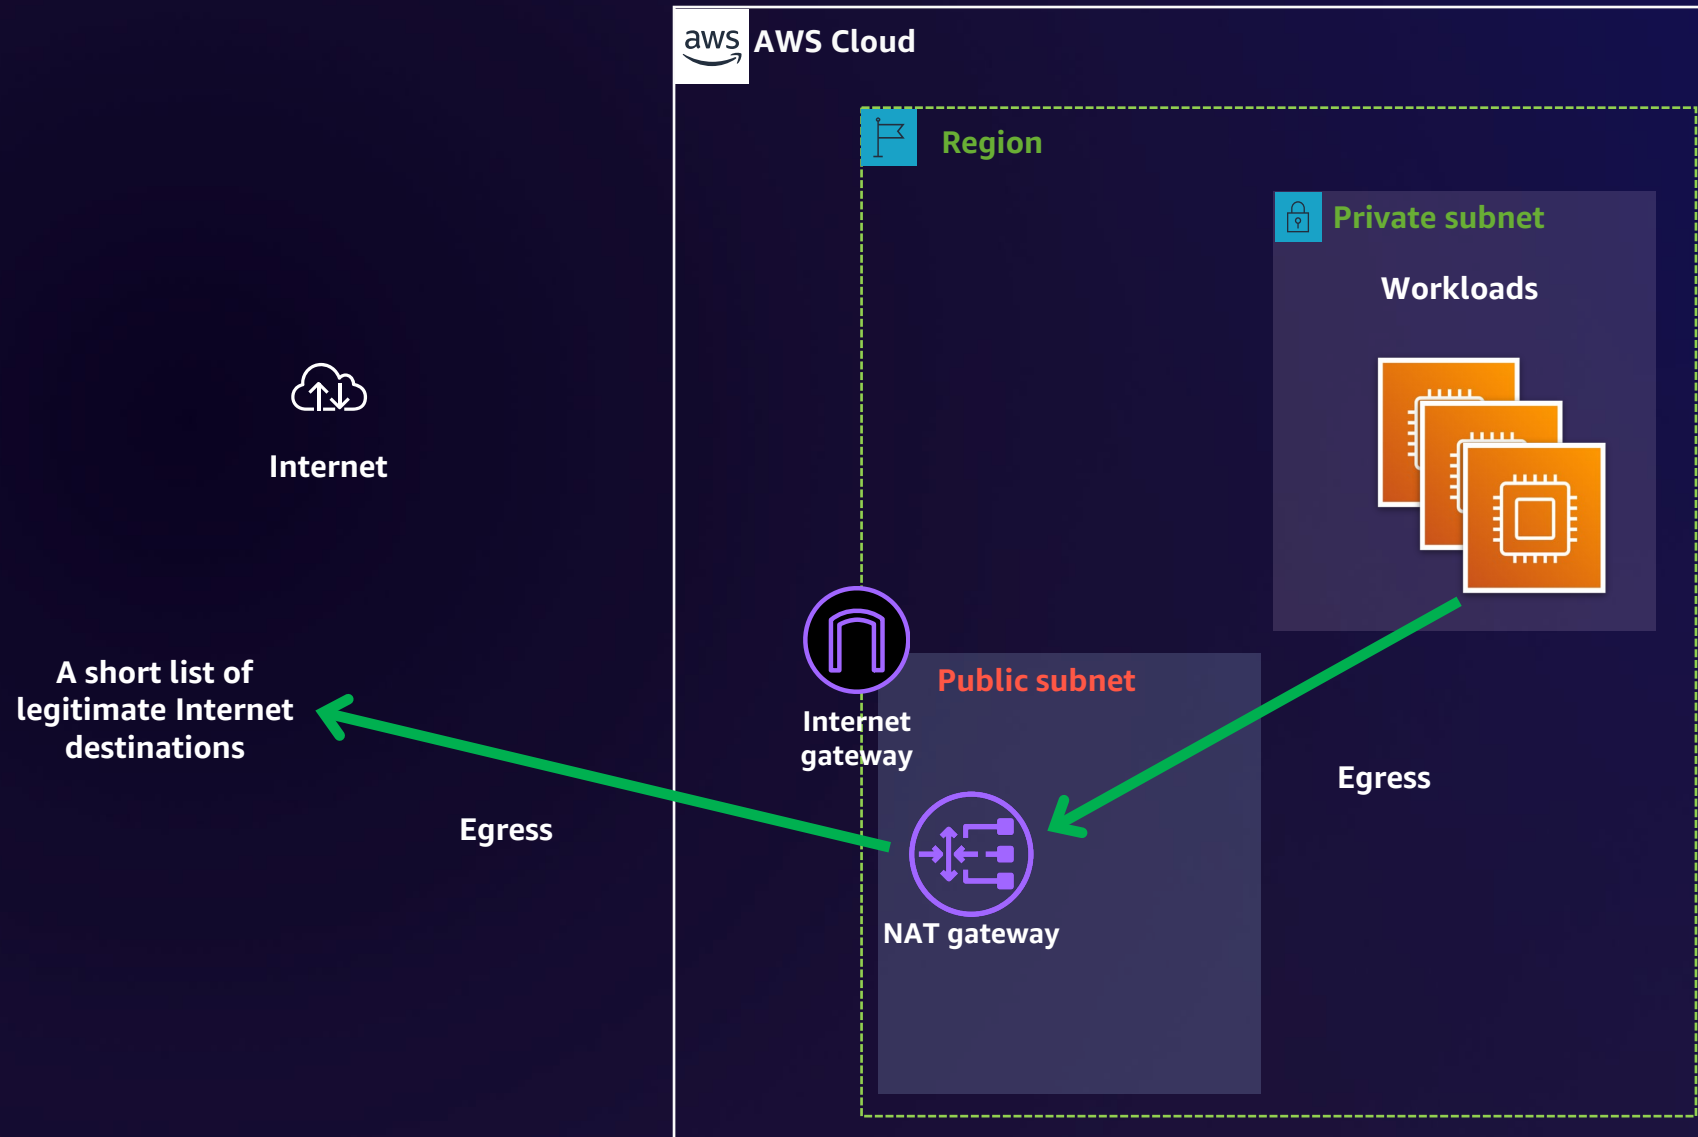 aws
AWS Cloud
Region
Private subnet
Workloads
Internet
A short list of
legitimate Internet
destinations
Public subnet
Internet
gateway
Egress
Egress
NAT gateway